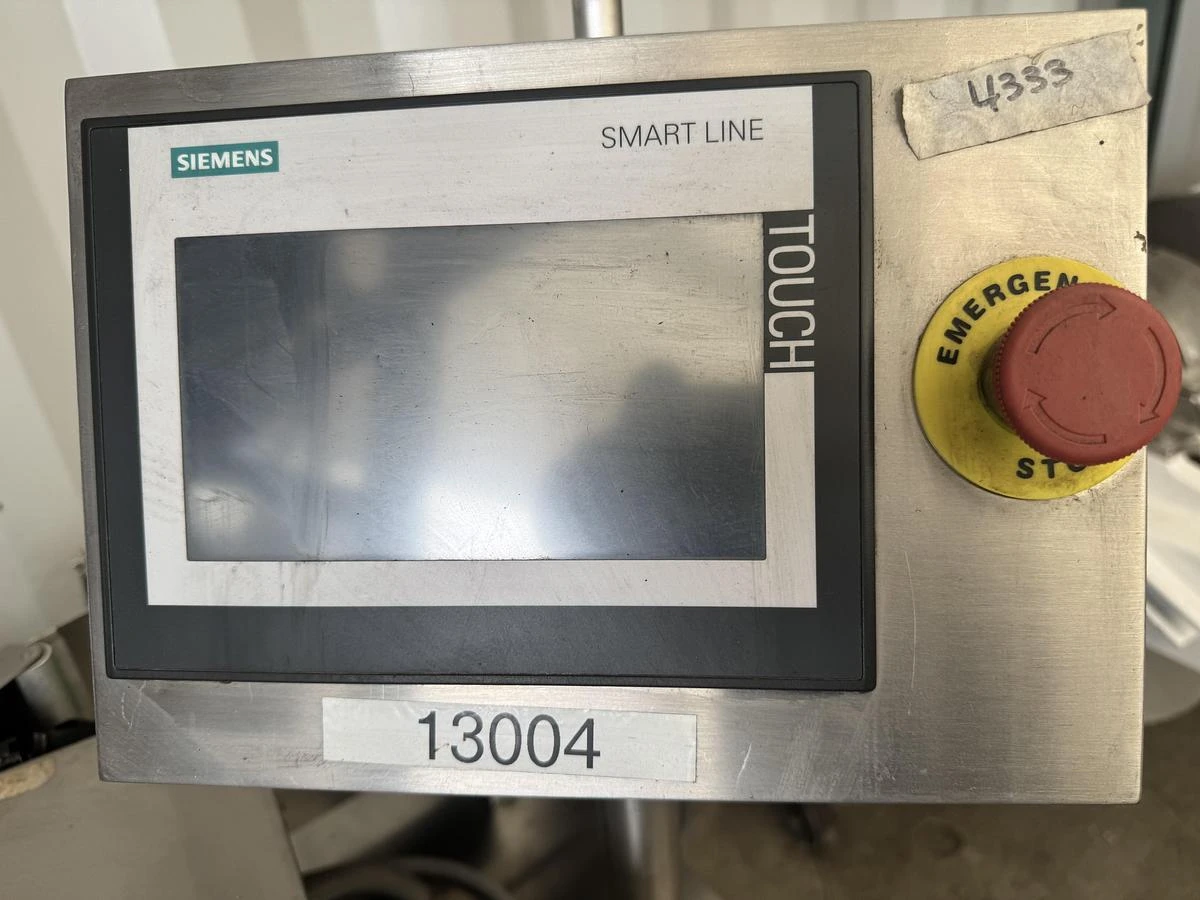 SIEMENS
SMART LINE
4333
TOUCH
EMERGEN
STO
13004